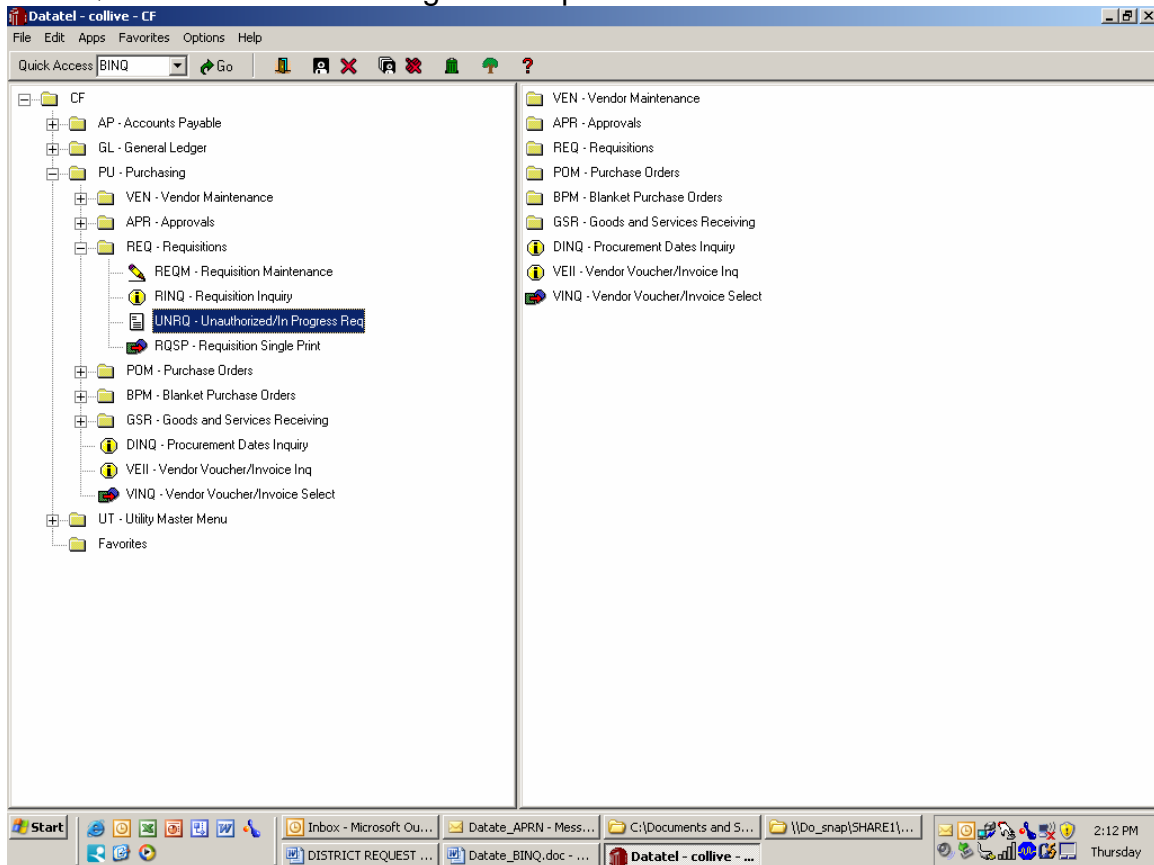 Datatel - collive - CF
File Edit Apps Favorites Options Help
Quick Access BINQ Go ?
CF
AP - Accounts Payable
GL - General Ledger
PU - Purchasing
VEN - Vendor Maintenance
APR - Approvals
REQ - Requisitions
REQM - Requisition Maintenance
RINQ - Requisition Inquiry
UNRQ - Unauthorized/In Progress Req
RQSP - Requisition Single Print
POM - Purchase Orders
BPM - Blanket Purchase Orders
GSR - Goods and Services Receiving
DINQ - Procurement Dates Inquiry
VEII - Vendor Voucher/Invoice Inq
VINQ - Vendor Voucher/Invoice Select
UT - Utility Master Menu
Favorites
VEN - Vendor Maintenance
APR - Approvals
REQ - Requisitions
POM - Purchase Orders
BPM - Blanket Purchase Orders
GSR - Goods and Services Receiving
DINQ - Procurement Dates Inquiry
VEII - Vendor Voucher/Invoice Inq
VINQ - Vendor Voucher/Invoice Select
Start Inbox - Microsoft Ou... Datate_APRN - Mess... C:\Documents and S... \\Do_snap\SHARE1\... 2:12 PM
DISTRICT REQUEST ... Datate_BINQ.doc - ... Datatel - collive - ... Thursday